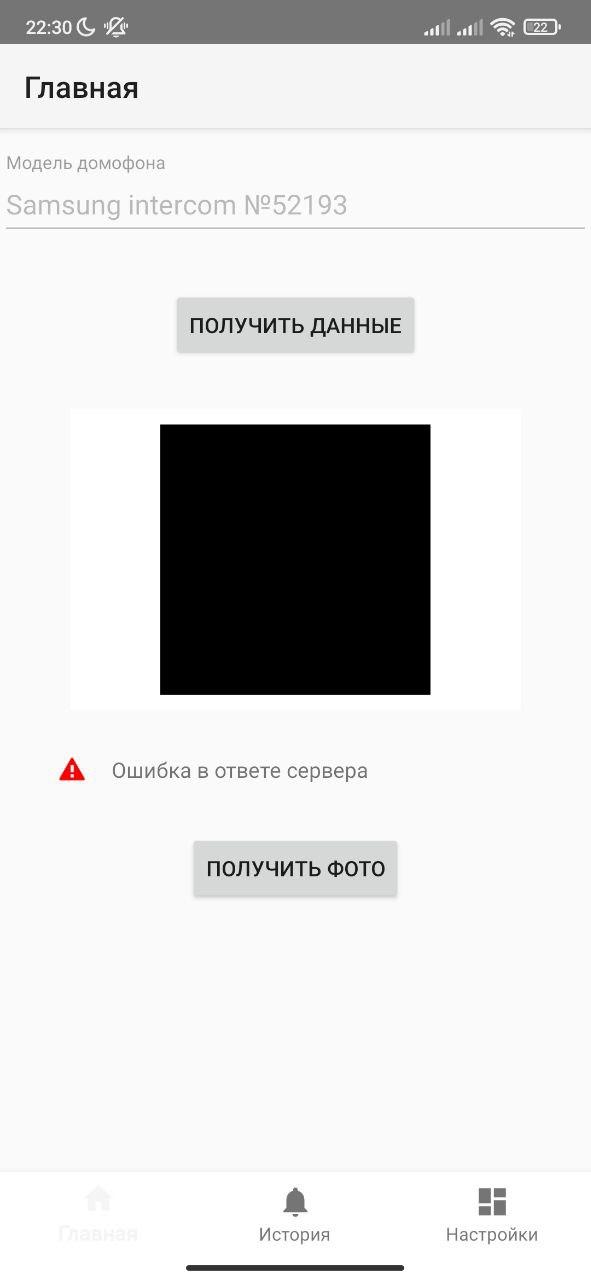 22:30 22
Главная
Модель домофона
Samsung intercom №52193
ПОЛУЧИТЬ ДАННЫЕ
Ошибка в ответе сервера
ПОЛУЧИТЬ ФОТО
Главная История Настройки